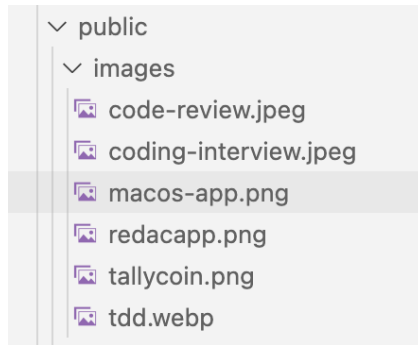 public
images
code-review.jpeg
coding-interview.jpeg
macos-app.png
redacapp.png
tallycoin.png
tdd.webp